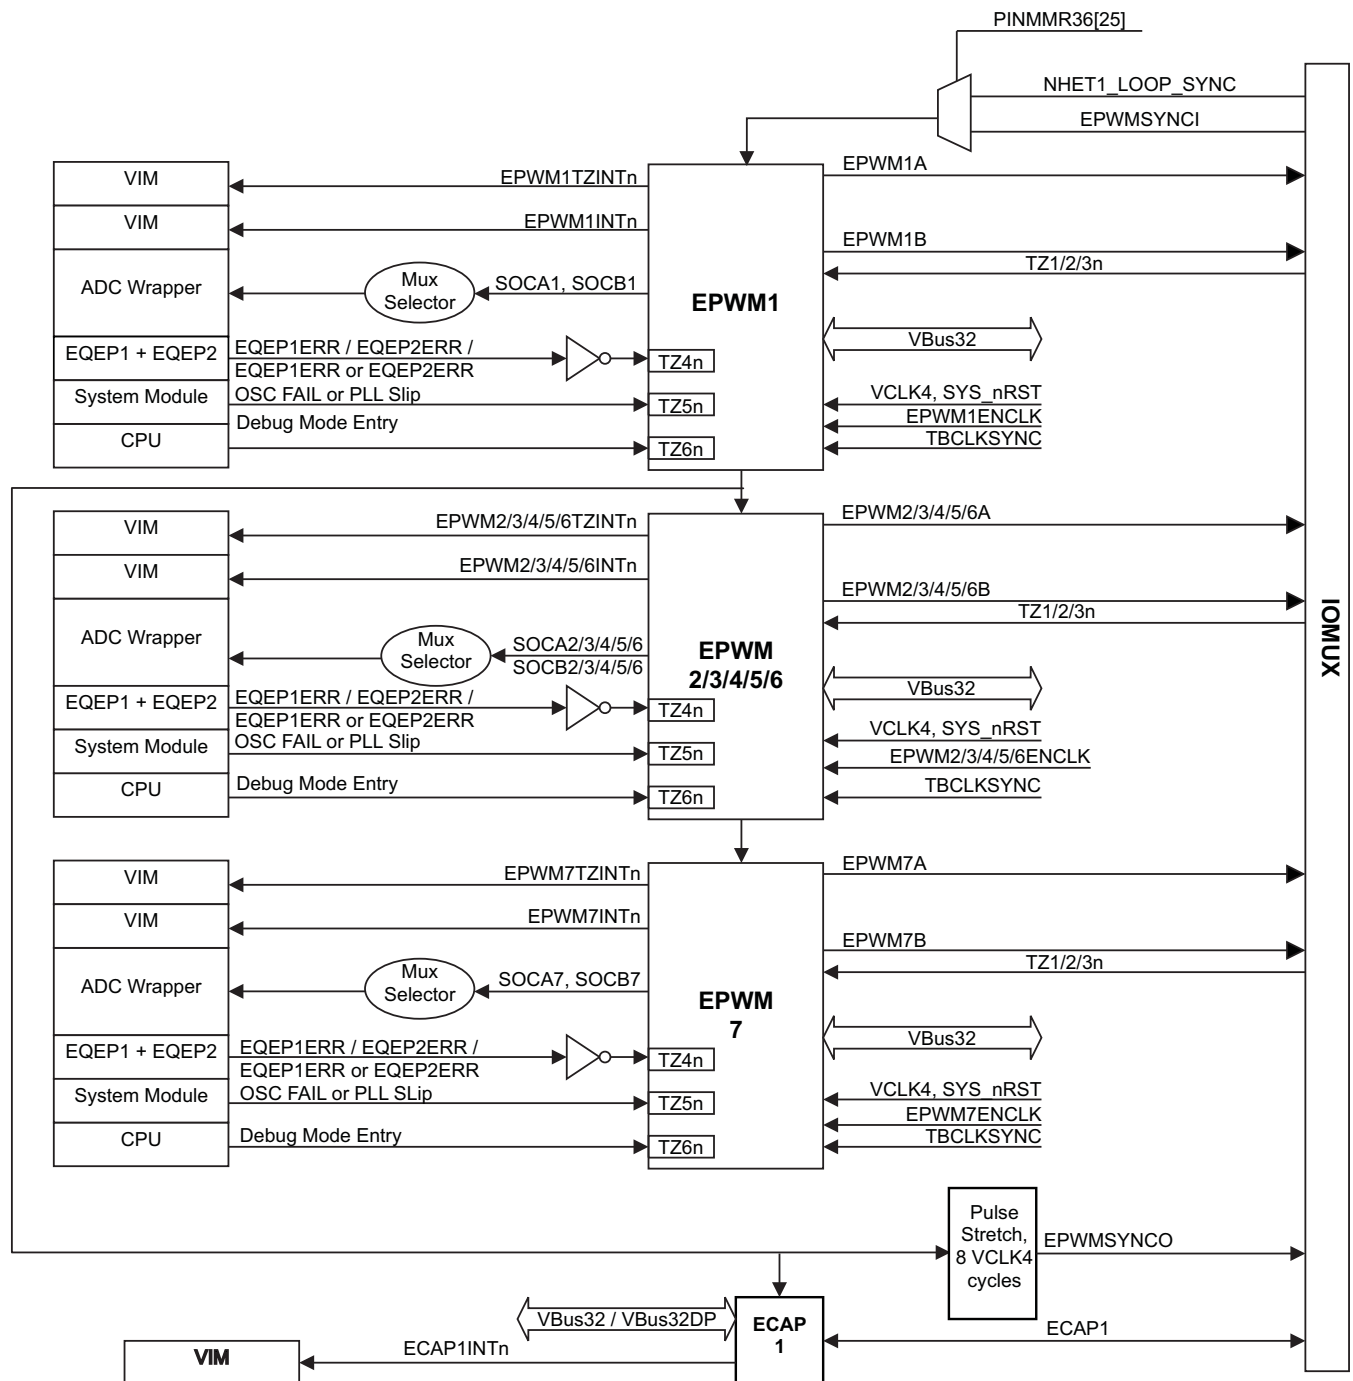 PINMMR36[25]
NHET1_LOOP_SYNC
EPWMSYNCI
VIM
EPWM1TZINTn
EPWM1A
VIM
EPWM1INTn
EPWM1B
TZ1/2/3n
ADC Wrapper
Mux
Selector
SOCA1, SOCB1
EPWM1
VBus32
EQEP1 + EQEP2
EQEP1ERR / EQEP2ERR /
EQEP1ERR or EQEP2ERR
TZ4n
System Module
OSC FAIL or PLL Slip
TZ5n
VCLK4, SYS_nRST
EPWM1ENCLK
TBCLKSYNC
CPU
Debug Mode Entry
TZ6n
VIM
EPWM2/3/4/5/6TZINTn
EPWM2/3/4/5/6A
VIM
EPWM2/3/4/5/6INTn
EPWM2/3/4/5/6B
TZ1/2/3n
IOMUX
ADC Wrapper
Mux
Selector
SOCA2/3/4/5/6
SOCB2/3/4/5/6
EPWM
2/3/4/5/6
VBus32
EQEP1 + EQEP2
EQEP1ERR / EQEP2ERR /
EQEP1ERR or EQEP2ERR
TZ4n
System Module
OSC FAIL or PLL Slip
TZ5n
VCLK4, SYS_nRST
EPWM2/3/4/5/6ENCLK
TBCLKSYNC
CPU
Debug Mode Entry
TZ6n
VIM
EPWM7TZINTn
EPWM7A
VIM
EPWM7INTn
EPWM7B
TZ1/2/3n
ADC Wrapper
Mux
Selector
SOCA7, SOCB7
EPWM
7
VBus32
EQEP1 + EQEP2
EQEP1ERR / EQEP2ERR /
EQEP1ERR or EQEP2ERR
TZ4n
System Module
OSC FAIL or PLL SLip
TZ5n
VCLK4, SYS_nRST
EPWM7ENCLK
TBCLKSYNC
CPU
Debug Mode Entry
TZ6n
Pulse
Stretch,
8 VCLK4
cycles
EPWMSYNCO
VBus32 / VBus32DP
ECAP
1
ECAP1
VIM
ECAP1INTn